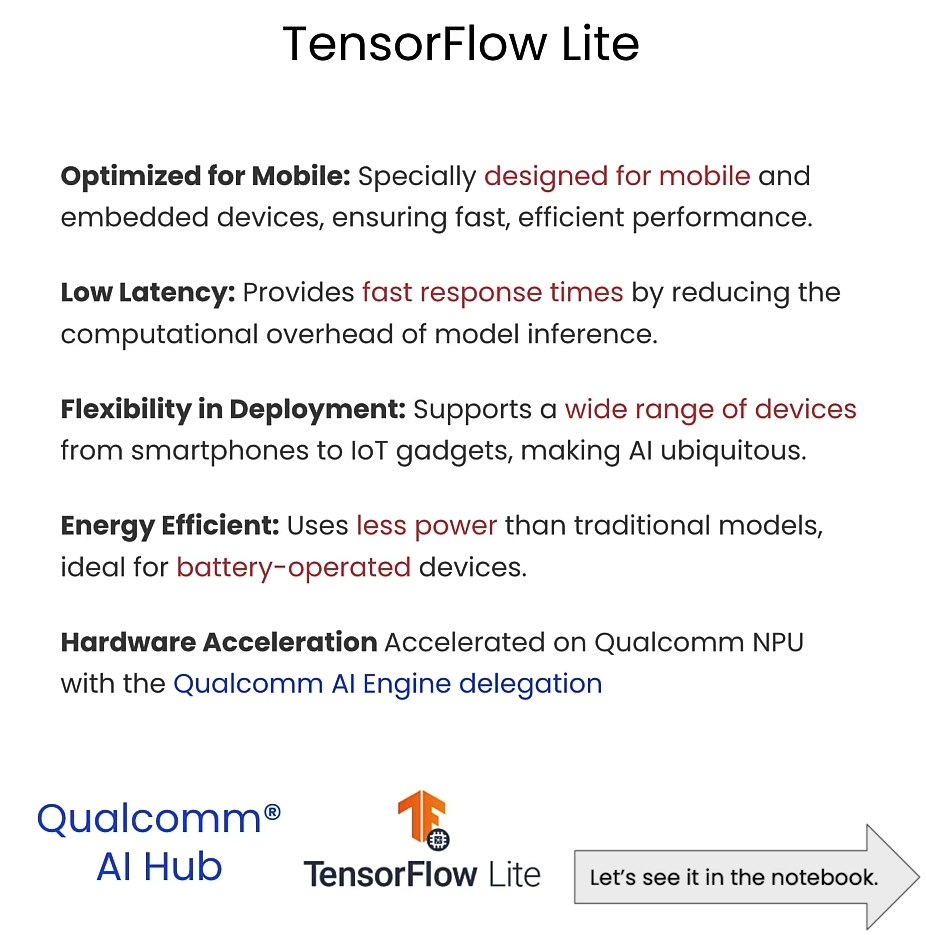 TensorFlow Lite
Optimized for Mobile: Specially designed for mobile and
embedded devices, ensuring fast, efficient performance.
Low Latency: Provides fast response times by reducing the
computational overhead of model inference.
Flexibility in Deployment: Supports a wide range of devices
from smartphones to IoT gadgets, making AI ubiquitous.
Energy Efficient: Uses less power than traditional models,
ideal for battery-operated devices.
Hardware Acceleration Accelerated on Qualcomm NPU
with the Qualcomm AI Engine delegation
Qualcomm®
AI Hub
TensorFlow Lite
Let’s see it in the notebook.